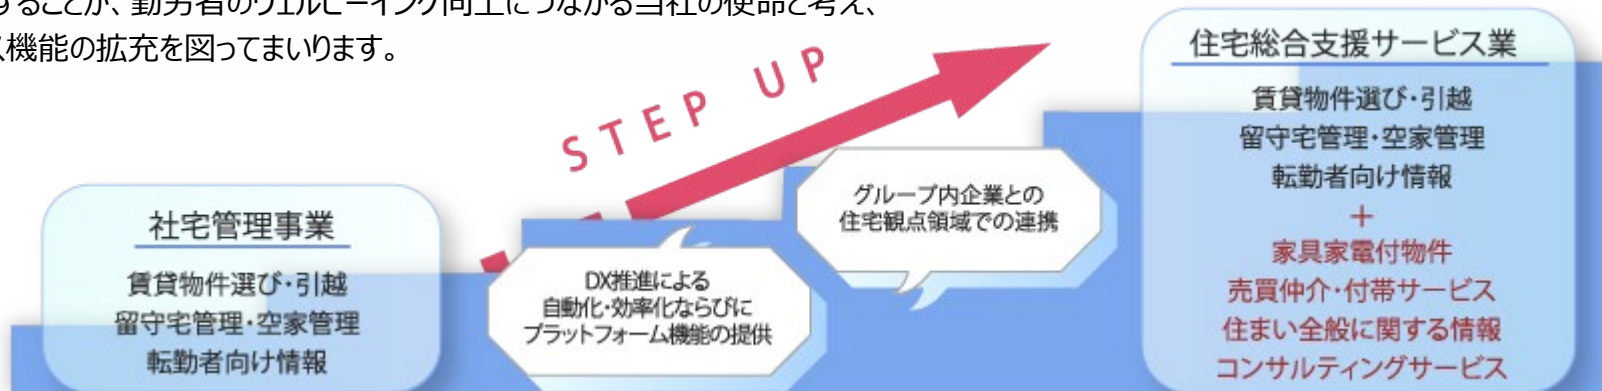 することが、勤労者のウェルビーイング向上につながる当社の使命と考え、
ス機能の拡充を図ってまいります。
STEP UP
社宅管理事業
賃貸物件選び・引越
留守宅管理・空家管理
転勤者向け情報
DX推進による
自動化・効率化ならびに
プラットフォーム機能の提供
グループ内企業との
住宅観点領域での連携
住宅総合支援サービス業
賃貸物件選び・引越
留守宅管理・空家管理
転勤者向け情報
+
家具家電付物件
売買仲介・付帯サービス
住まい全般に関する情報
コンサルティングサービス